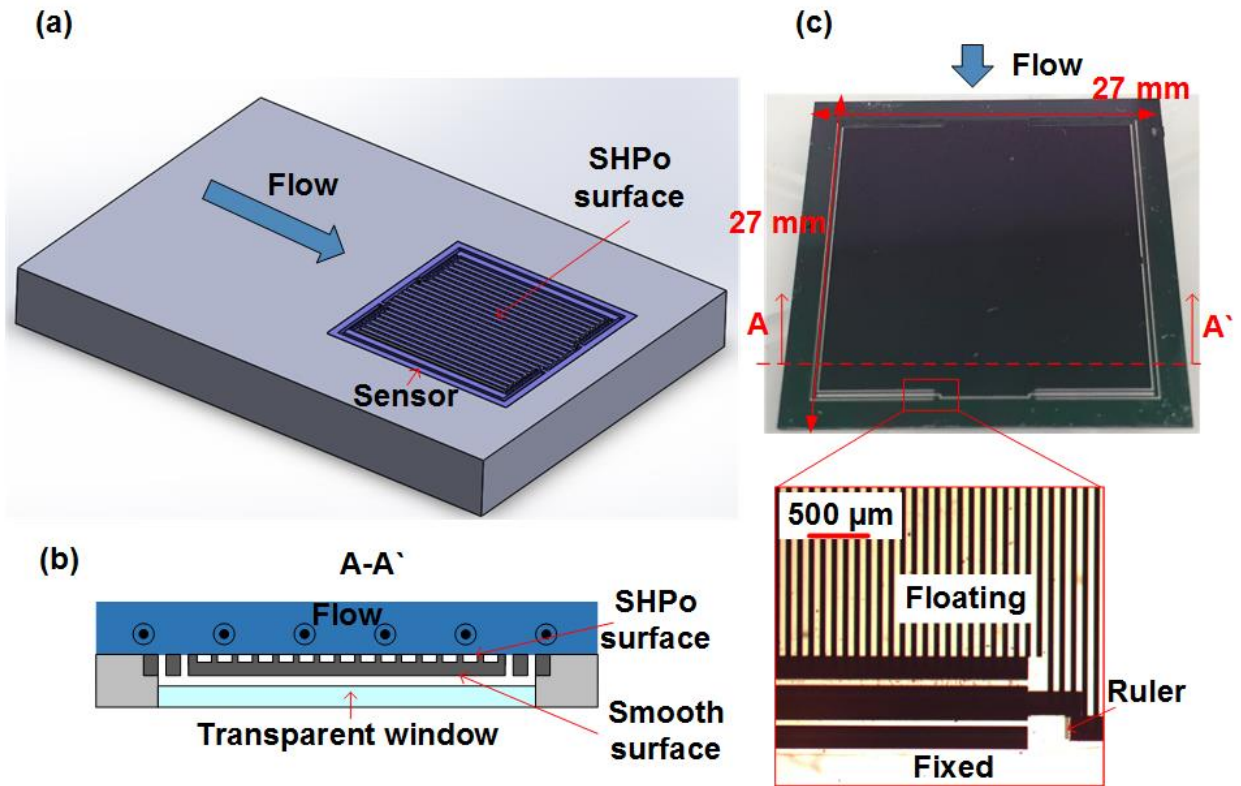 (a)
Flow
SHPo
surface
Sensor
(b)
A-A`
Flow
SHPo
surface
Transparent window
Smooth
surface
(c)
Flow
27 mm
27 mm
A
A`
500 µm
Floating
Ruler
Fixed